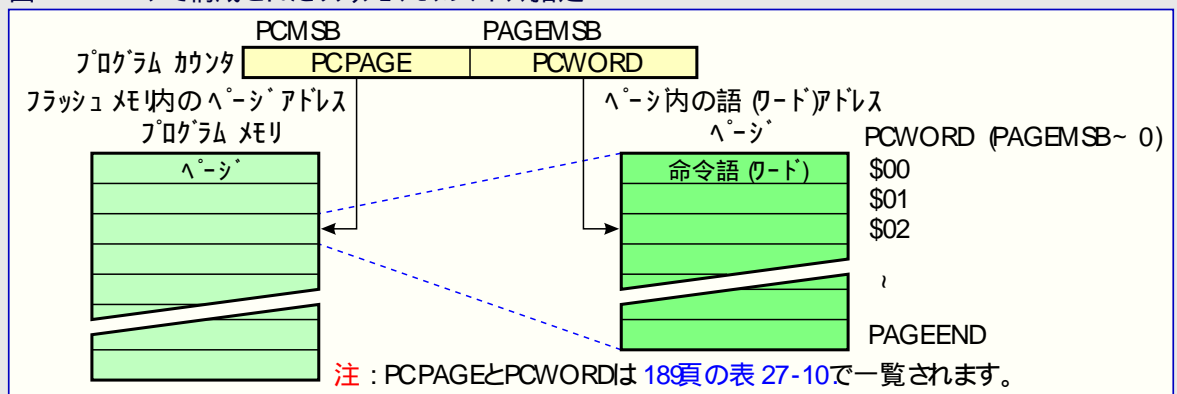 PCMSB PAGEMSB
プログラム カウンタ PCPAGE PCWORD
フラッシュ メモリ内のページ アドレス
ページ内の語(ワード)アドレス
プログラム メモリ
ページ
PCWORD (PAGEMSB~ 0)
ページ
命令語(ワード)
$00
$01
$02
~
PAGEEND
注 : PCPAGEとPCWORDは 189頁の表 27-10.で一覧されます。